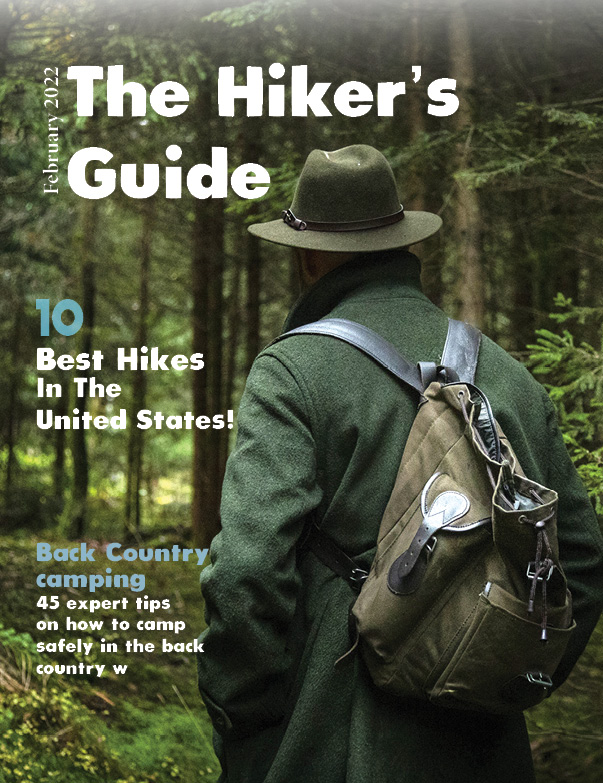 February 2022
The Hiker's
Guide
10
Best Hikes
In The
United States!
Back Country
camping
45 expert tips
on how to camp
safely in the back
country w